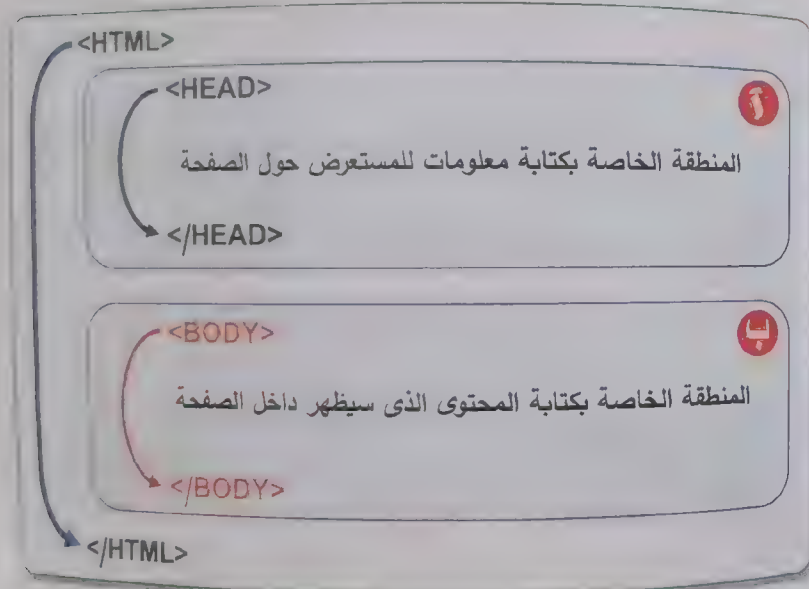 <HTML>
<HEAD>
أ
المنطقة الخاصة بكتابة معلومات للمستعرض حول الصفحة
</HEAD>
<BODY>
ب
المنطقة الخاصة بكتابة المحتوى الذى سيظهر داخل الصفحة
</BODY>
</HTML>